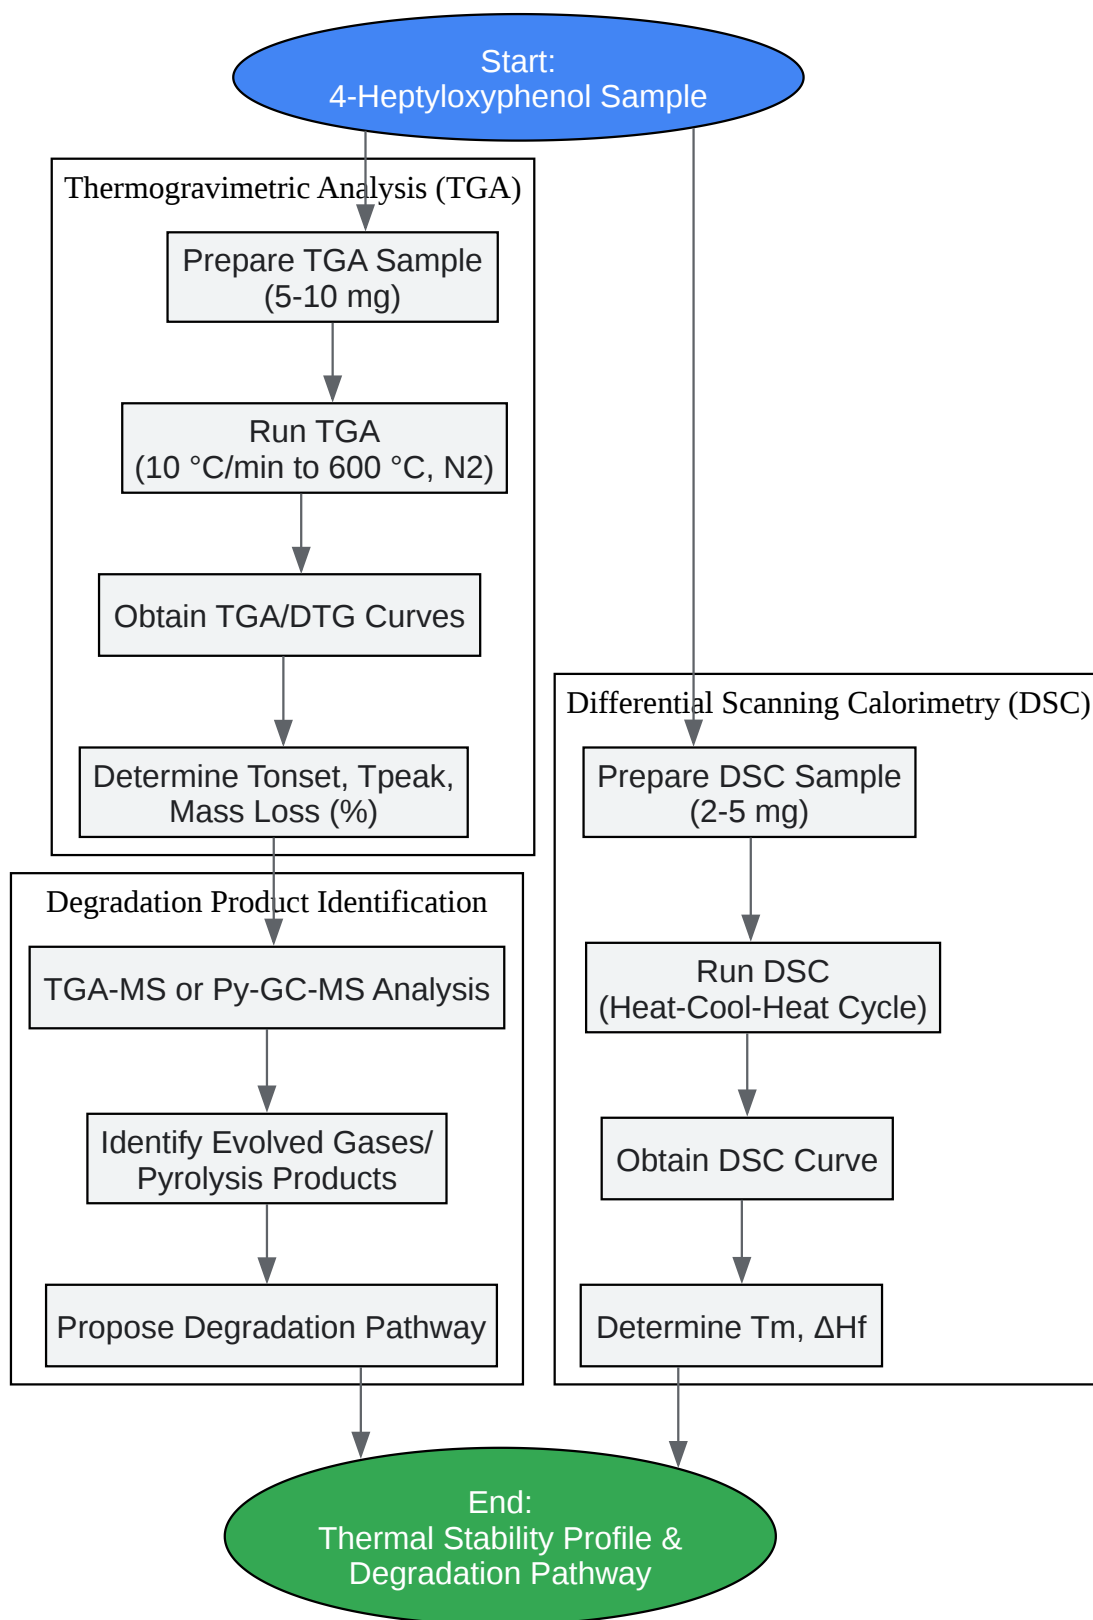 Start:
4-Heptyloxyphenol Sample
Thermogravimetric Analysis (TGA)
Prepare TGA Sample
(5-10 mg)
Run TGA
(10 °C/min to 600 °C, N2)
Obtain TGA/DTG Curves
Determine Tonset, Tpeak,
Mass Loss (%)
Degradation Product Identification
TGA-MS or Py-GC-MS Analysis
Identify Evolved Gases/
Pyrolysis Products
Propose Degradation Pathway
Differential Scanning Calorimetry (DSC)
Prepare DSC Sample
(2-5 mg)
Run DSC
(Heat-Cool-Heat Cycle)
Obtain DSC Curve
Determine Tm, ΔHf
End:
Thermal Stability Profile &
Degradation Pathway